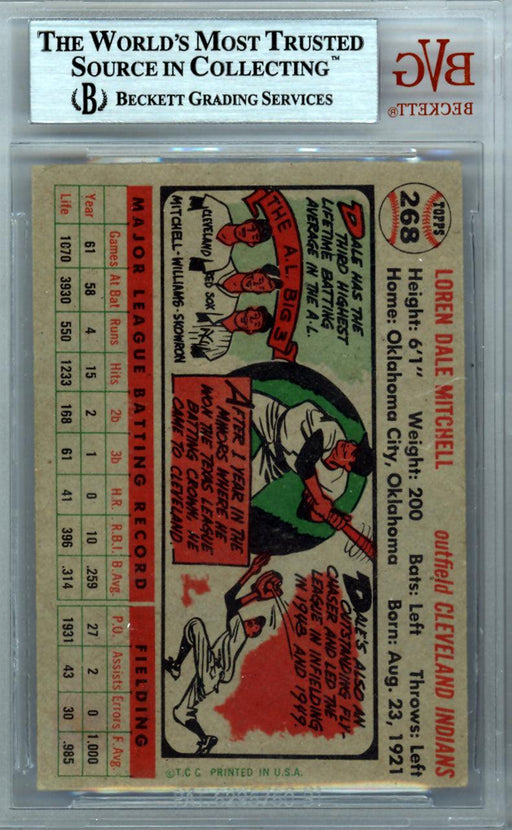 THE WORLD'S MOST TRUSTED
SOURCE IN COLLECTING™
B BECKETT GRADING SERVICES
BVG
BECKETT®
TOPPS
268
LOREN DALE MITCHELL outfield CLEVELAND INDIANS
Height: 6'1" Weight: 200 Bats: Left Throws: Left
Home: Oklahoma City, Oklahoma Born: Aug. 23, 1921
DALE HAS THE
THIRD HIGHEST
LIFETIME BATTING
AVERAGE IN THE A.L.
THE A.L. BIG 3
CLEVELAND RED SOX
MITCHELL-WILLIAMS-SKOWRON
AFTER 1 YEAR IN THE
MINORS WHERE HE
WON THE TEXAS LEAGUE
BATTING CROWN, HE
CAME TO CLEVELAND.
DALE'S ALSO AN
OUTSTANDING FLY-
CHASER AND LED THE
LEAGUE IN INFIELDING
IN 1948 AND 1949.
MAJOR LEAGUE BATTING RECORD FIELDING
Games At Bat Runs Hits 2b 3b H.R. R.B.I. B.Avg. P.O. Assists Errors F.Avg.
Year 61 58 4 15 2 1 0 10 .259 27 2 0 1.000
Life 1070 3930 550 1233 168 61 41 396 .314 1931 43 30 .985
©T.C.C. PRINTED IN U.S.A.